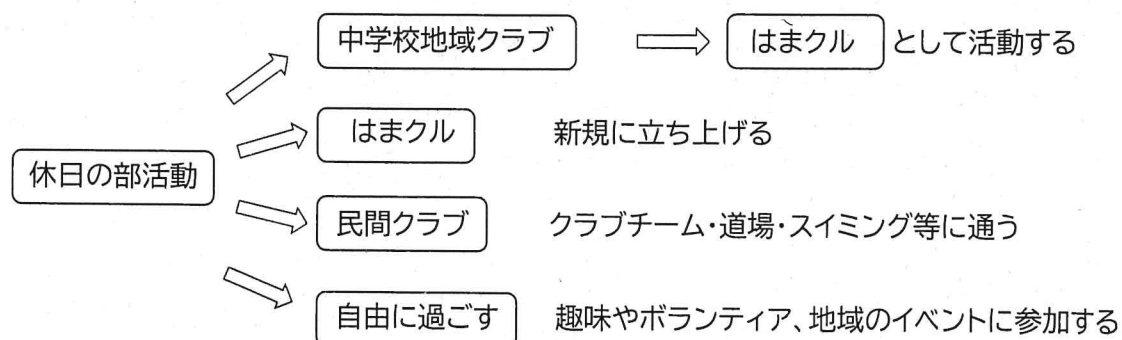 中学校地域クラブ はまクル として活動する
はまクル 新規に立ち上げる
休日の部活動
民間クラブ クラブチーム・道場・スイミング等に通う
自由に過ごす 趣味やボランティア、地域のイベントに参加する